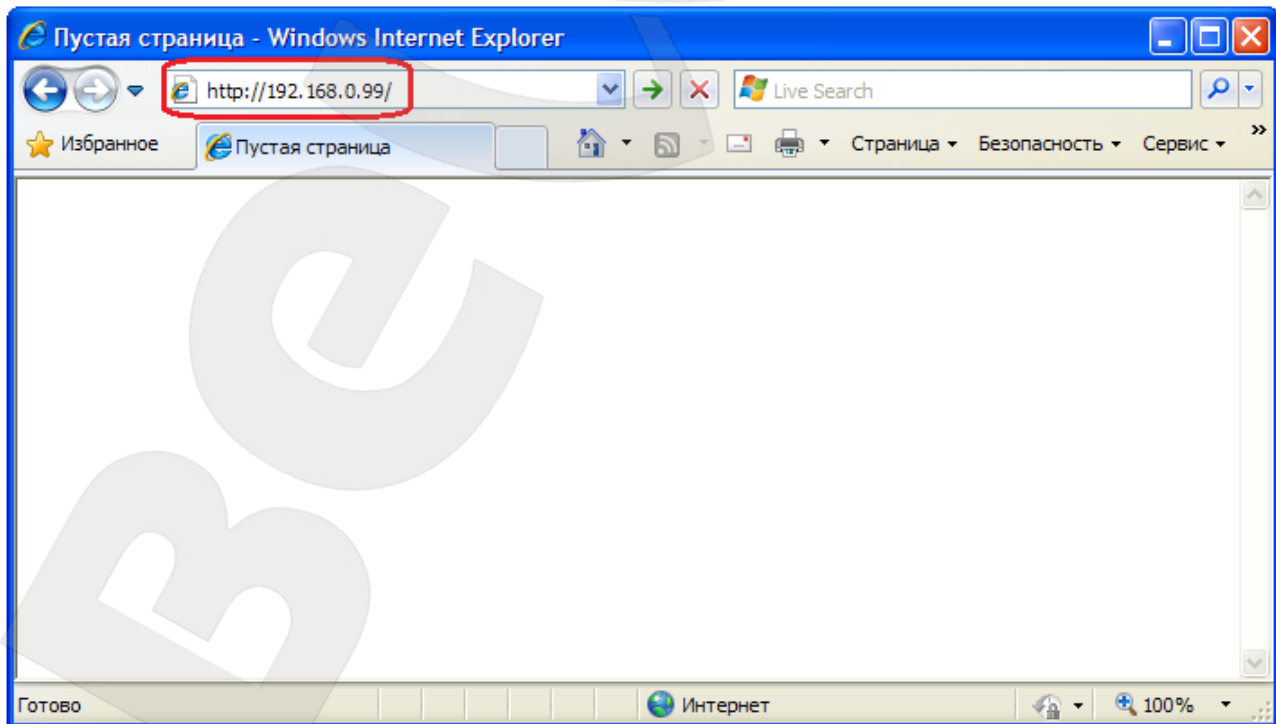 Пустая страница - Windows Internet Explorer
http://192.168.0.99/ Live Search
Избранное Пустая страница Страница Безопасность Сервис »
Ве
Готово Интернет 100%